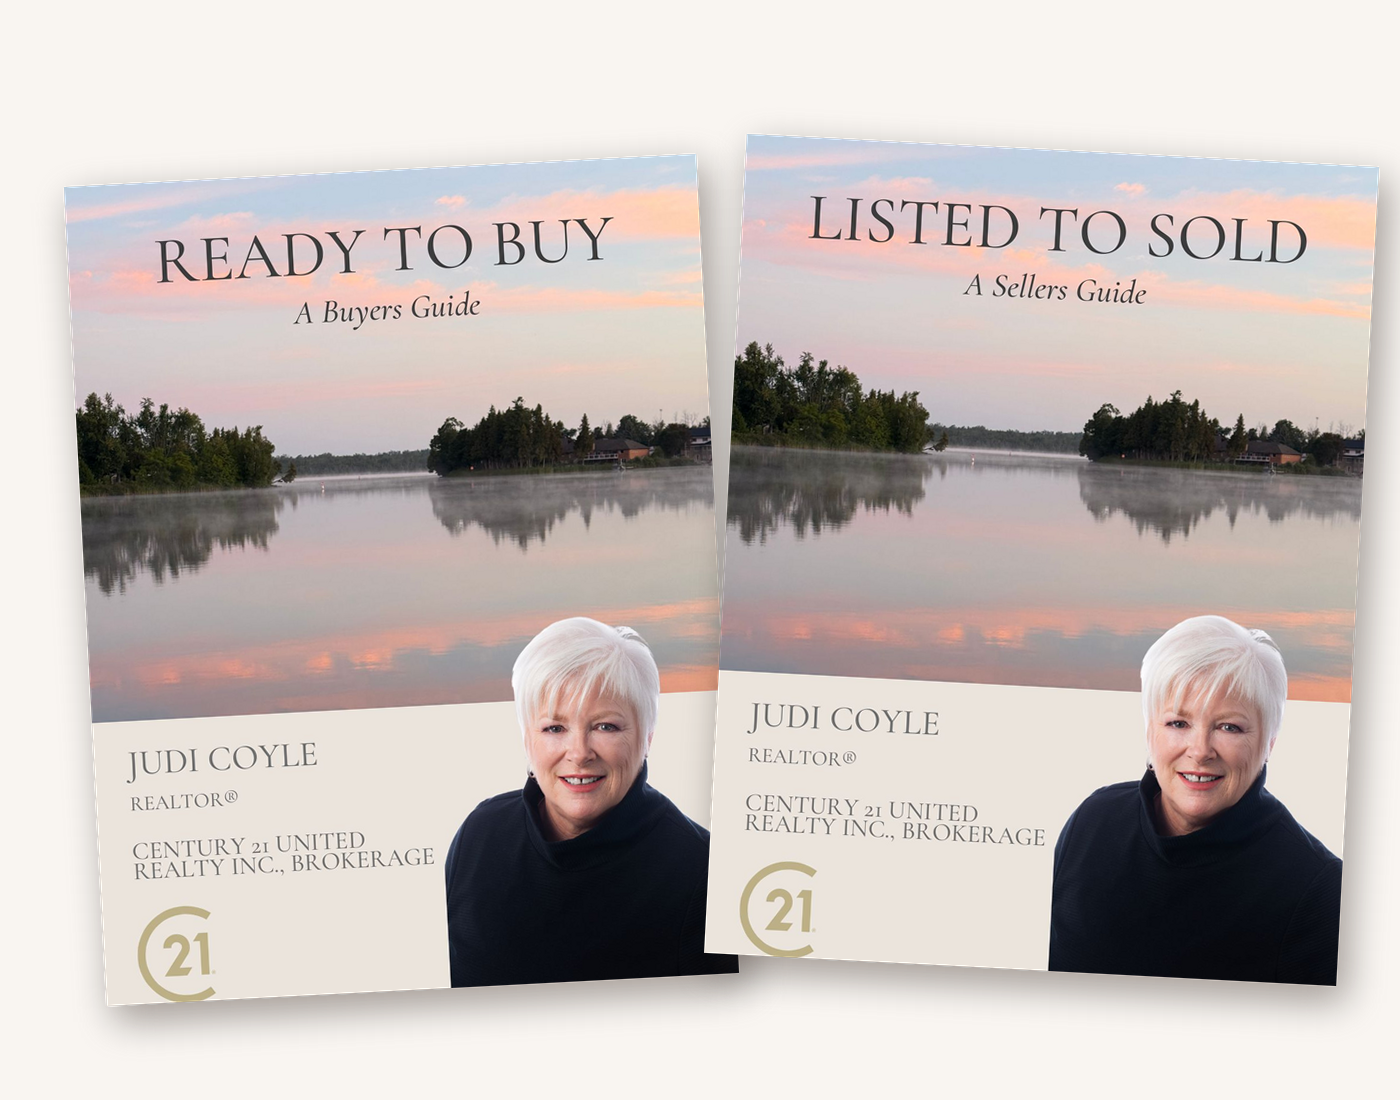 READY TO BUY
A Buyers Guide
JUDI COYLE
REALTOR®
CENTURY 21 UNITED
REALTY INC., BROKERAGE
21
LISTED TO SOLD
A Sellers Guide
JUDI COYLE
REALTOR®
CENTURY 21 UNITED
REALTY INC., BROKERAGE
21